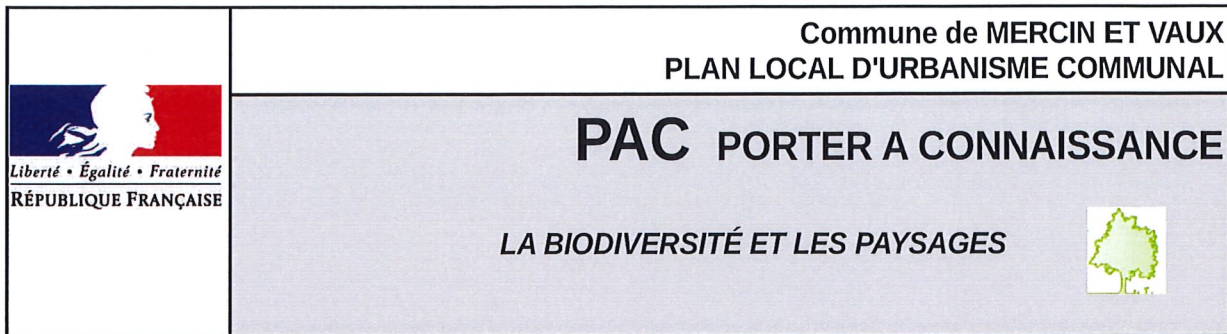 Commune de MERCIN ET VAUX
PLAN LOCAL D'URBANISME COMMUNAL
Liberté • Égalité • Fraternité
RÉPUBLIQUE FRANÇAISE
PAC PORTER A CONNAISSANCE
LA BIODIVERSITÉ ET LES PAYSAGES